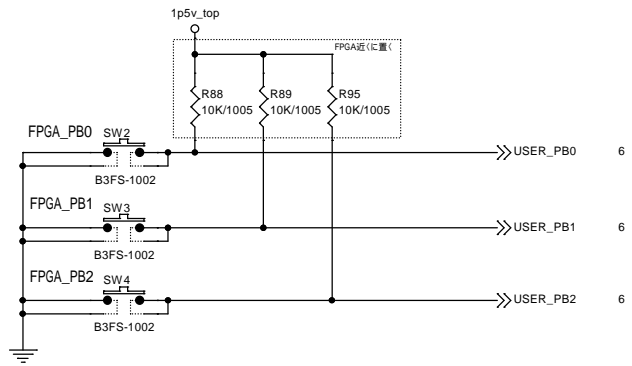 1p5v_top
FPGA近くに置く
R88
10K/1005
R89
10K/1005
R95
10K/1005
FPGA_PB0
SW2
B3FS-1002
USER_PB0 6
FPGA_PB1
SW3
B3FS-1002
USER_PB1 6
FPGA_PB2
SW4
B3FS-1002
USER_PB2 6